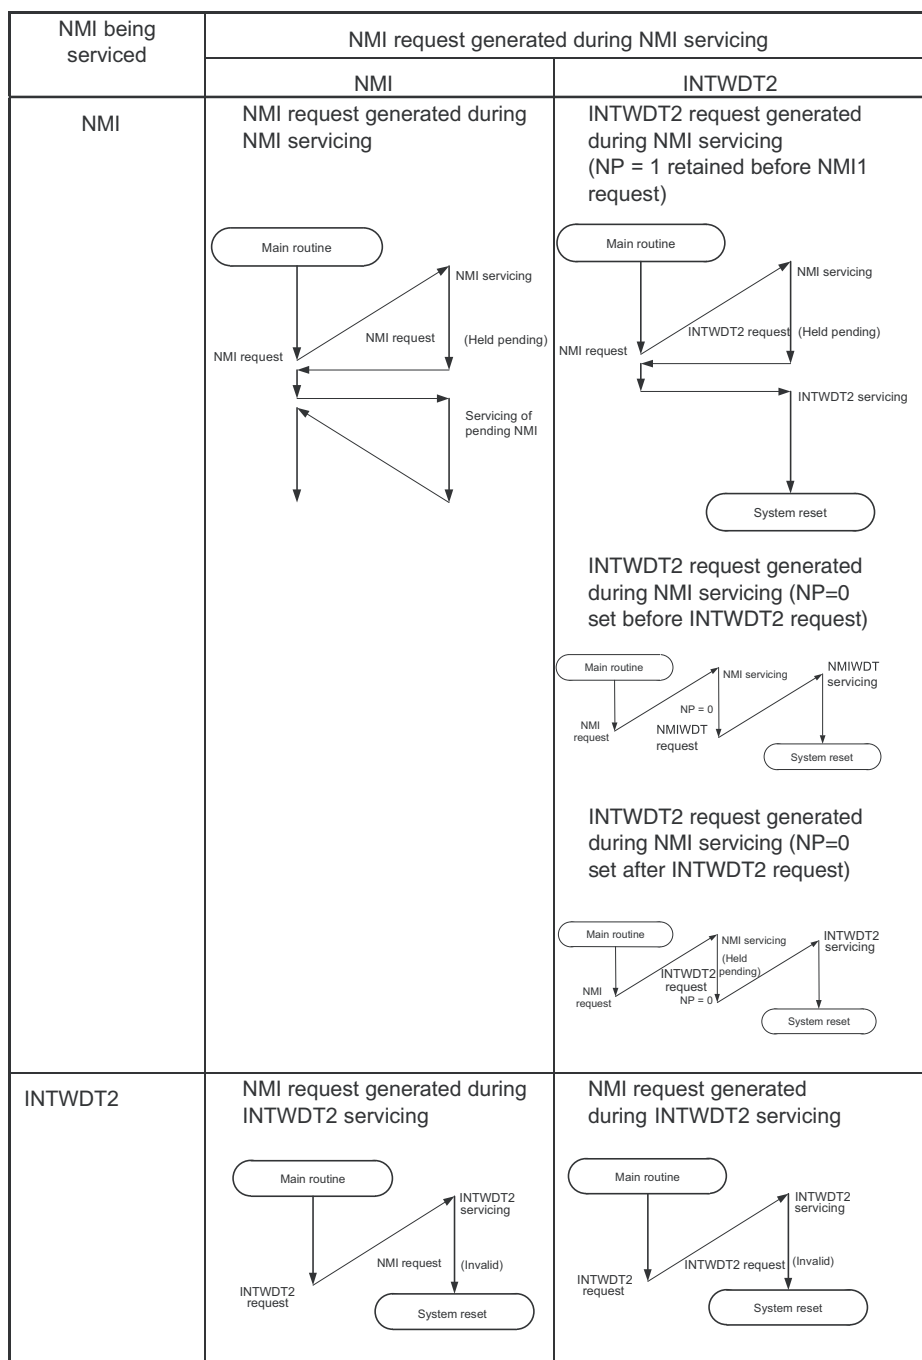 NMI being
serviced
NMI request generated during NMI servicing
NMI
INTWDT2
NMI
NMI request generated during
NMI servicing
Main routine
NMI servicing
NMI request
(Held pending)
NMI request
Servicing of
pending NMI
INTWDT2 request generated
during NMI servicing
(NP = 1 retained before NMI1
request)
Main routine
NMI servicing
INTWDT2 request
(Held pending)
NMI request
INTWDT2 servicing
System reset
INTWDT2 request generated
during NMI servicing (NP=0
set before INTWDT2 request)
Main routine
NMI servicing
NMIWDT
servicing
NP = 0
NMI
request
NMIWDT
request
System reset
INTWDT2 request generated
during NMI servicing (NP=0
set after INTWDT2 request)
Main routine
NMI servicing
INTWDT2
servicing
(Held
pending)
INTWDT2
request
NMI
request
NP = 0
System reset
INTWDT2
NMI request generated during
INTWDT2 servicing
Main routine
INTWDT2
servicing
NMI request
(Invalid)
INTWDT2
request
System reset
NMI request generated
during INTWDT2 servicing
Main routine
INTWDT2
servicing
INTWDT2 request
(Invalid)
INTWDT2
request
System reset